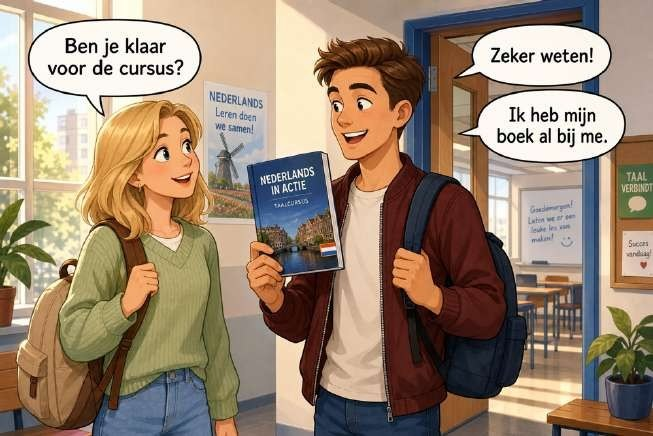 Ben je klaar
voor de cursus?
Zeker weten!
Ik heb mijn
boek al bij me.
NEDERLANDS
Leren doen
we samen!
NEDERLANDS
IN ACTIE
TAALCURSUS
Goedemorgen!
Laten we er een
leuke les van
maken!
TAAL
VERBINDT
Succes
vandaag!